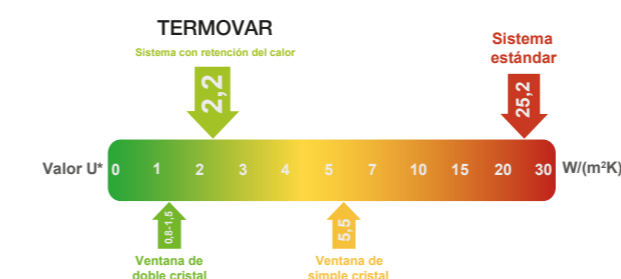 TERMOVAR
Sistema con retención del calor
2,2
Sistema
estándar
25,2
Valor U* 0 1 2 3 4 5 7 10 15 20 30 W/(m²K)
0,8-1,5
5,5
Ventana de
doble cristal
Ventana de
simple cristal